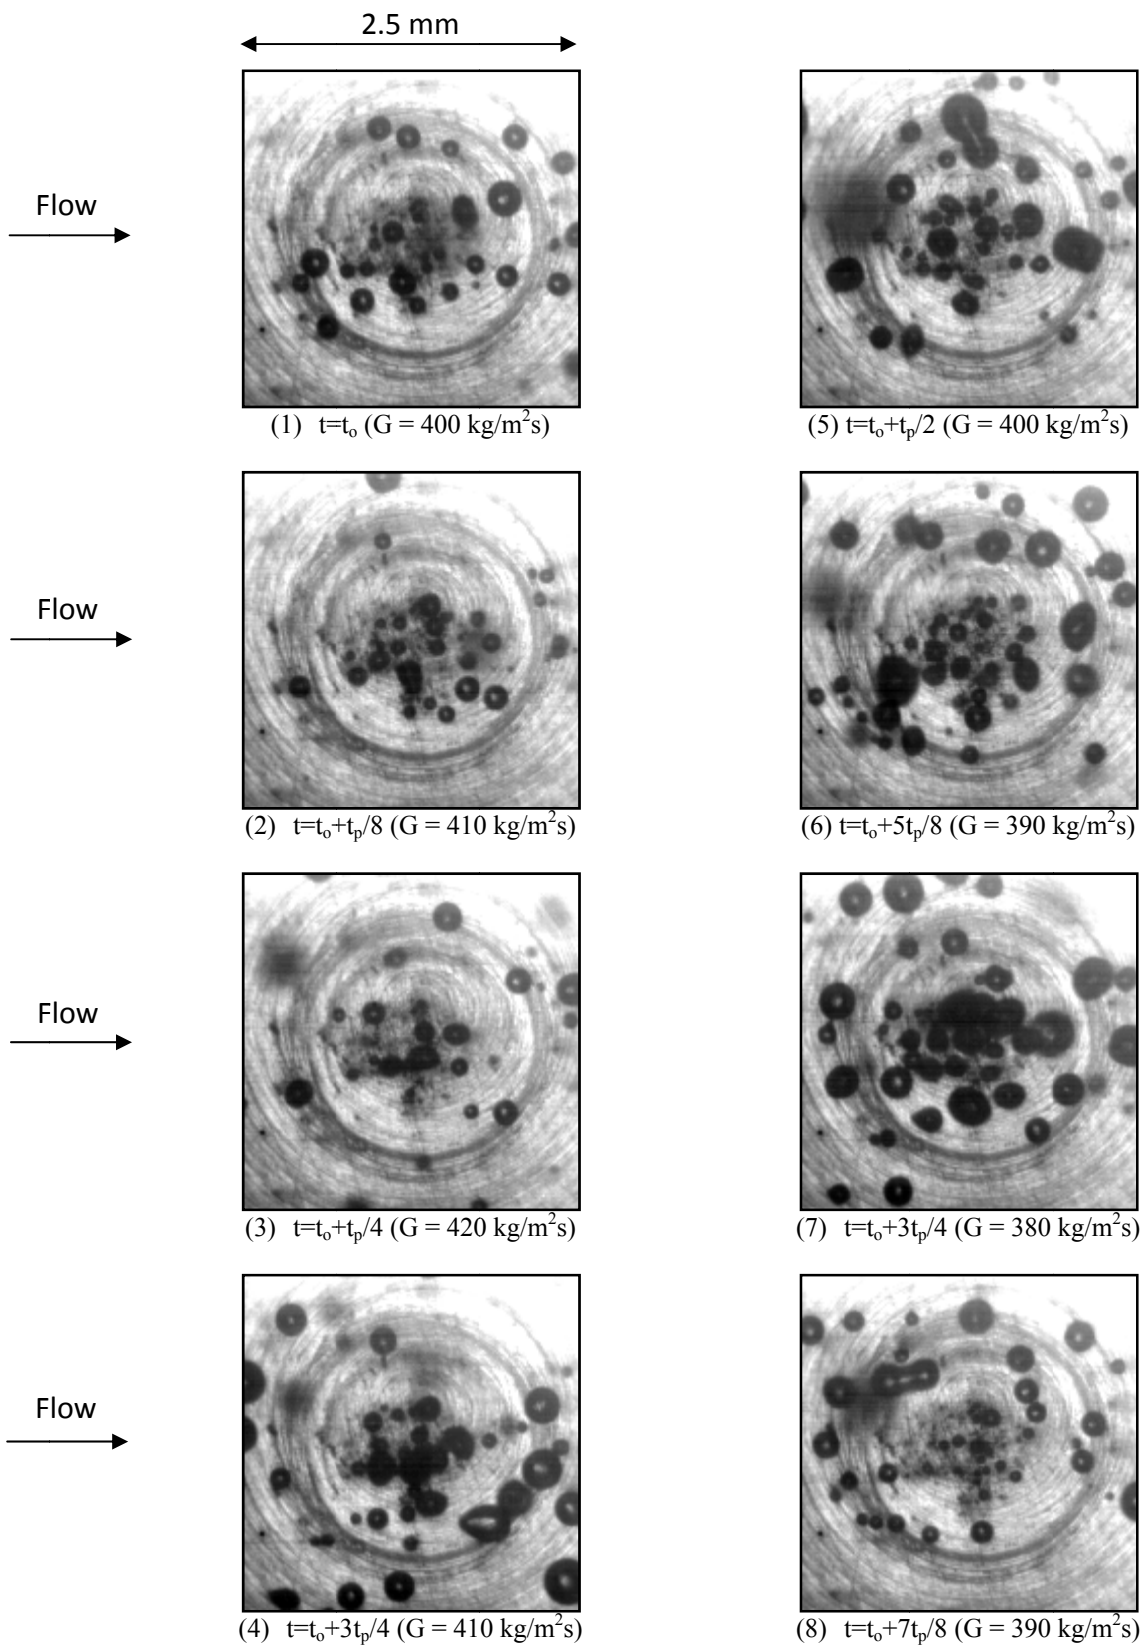 2.5 mm
Flow
(1) t=tₒ (G = 400 kg/m²s)
(5) t=tₒ+tₚ/2 (G = 400 kg/m²s)
Flow
(2) t=tₒ+tₚ/8 (G = 410 kg/m²s)
(6) t=tₒ+5tₚ/8 (G = 390 kg/m²s)
Flow
(3) t=tₒ+tₚ/4 (G = 420 kg/m²s)
(7) t=tₒ+3tₚ/4 (G = 380 kg/m²s)
Flow
(4) t=tₒ+3tₚ/4 (G = 410 kg/m²s)
(8) t=tₒ+7tₚ/8 (G = 390 kg/m²s)